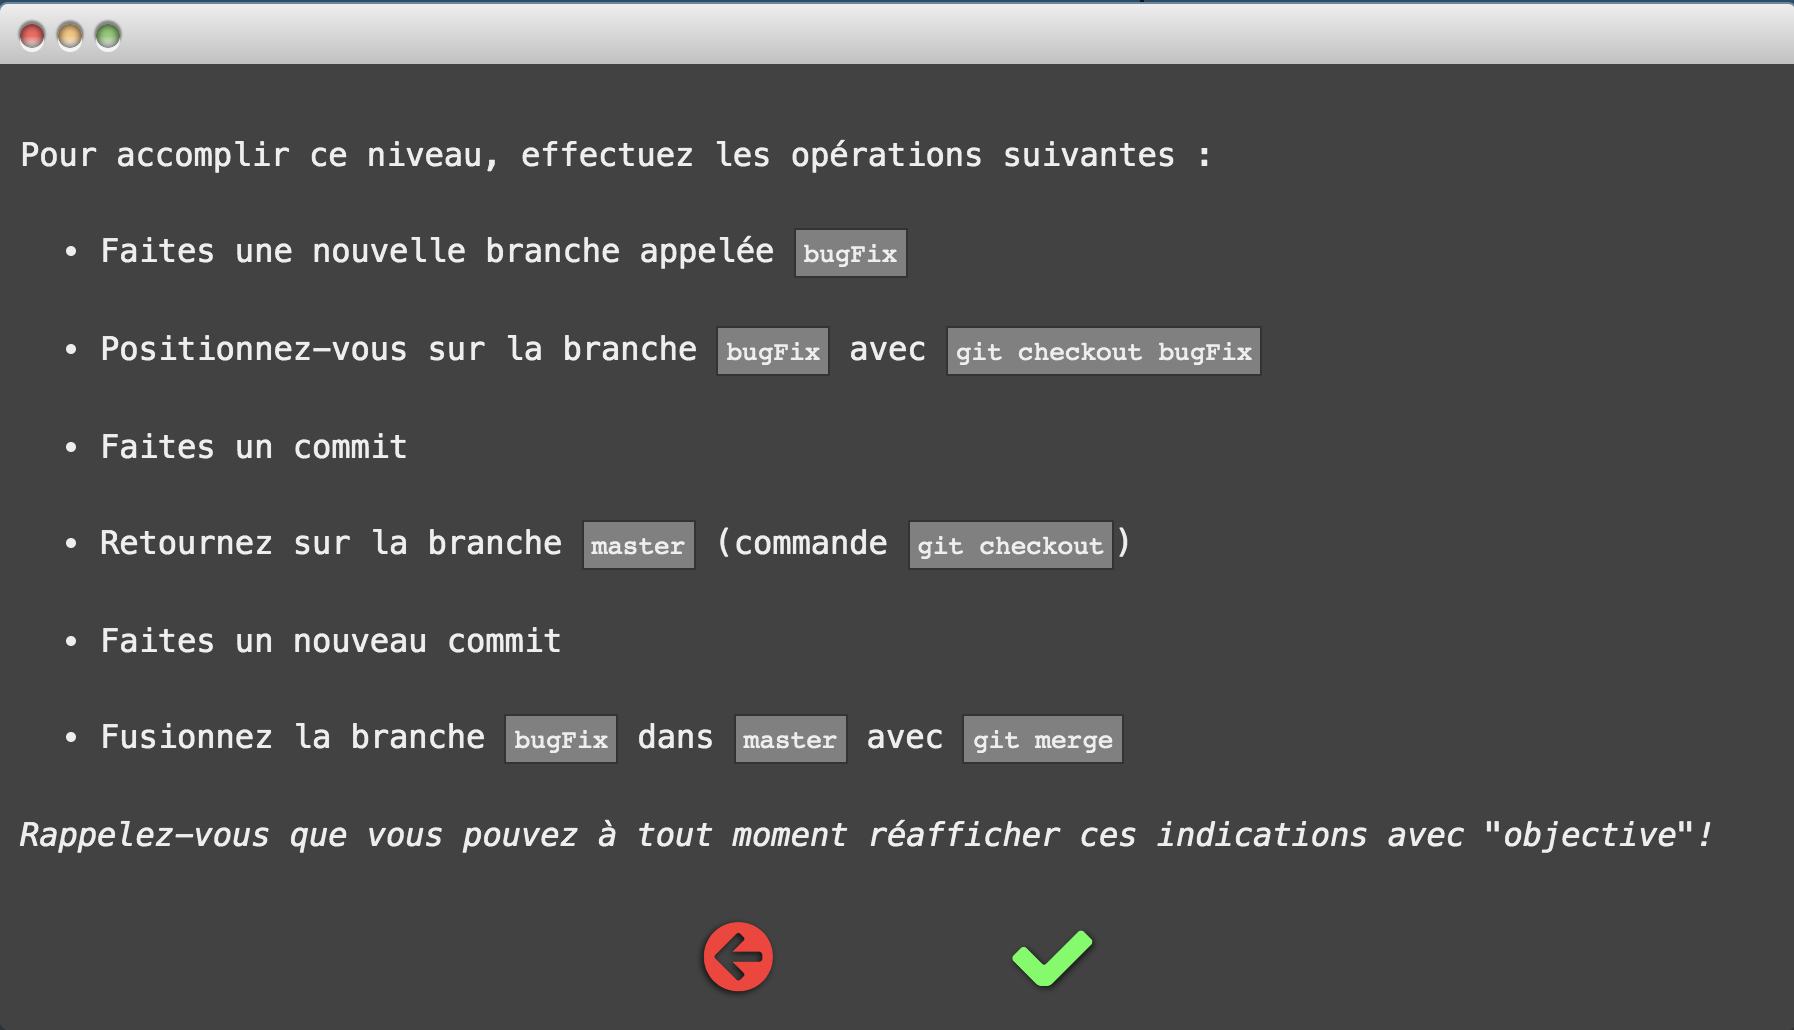 Pour accomplir ce niveau, effectuez les opérations suivantes :
• Faites une nouvelle branche appelée bugFix
• Positionnez-vous sur la branche bugFix avec git checkout bugFix
• Faites un commit
• Retournez sur la branche master (commande git checkout)
• Faites un nouveau commit
• Fusionnez la branche bugFix dans master avec git merge
Rappelez-vous que vous pouvez à tout moment réafficher ces indications avec "objective"!